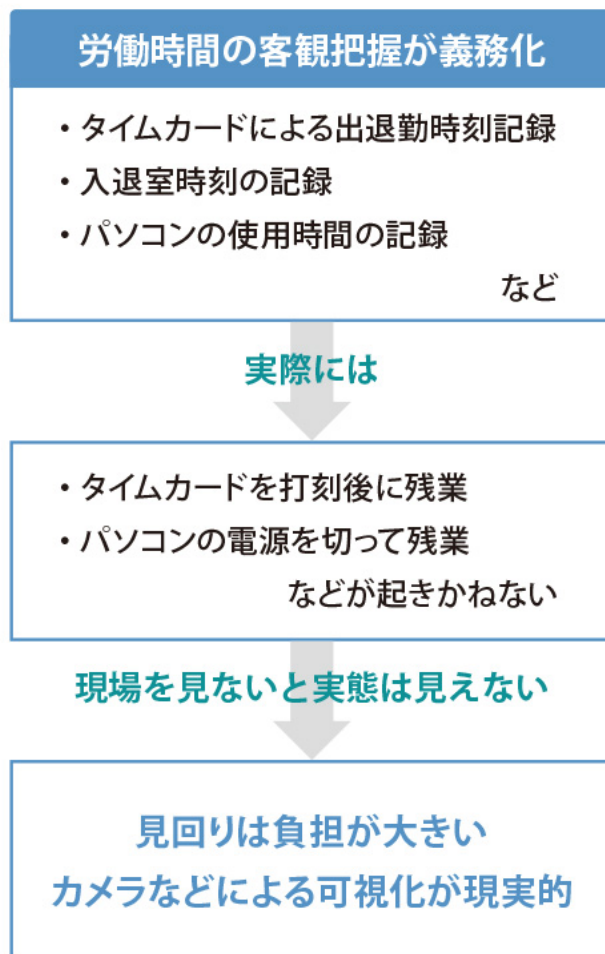 労働時間の客観把握が義務化
・タイムカードによる出退勤時刻記録
・入退室時刻の記録
・パソコンの使用時間の記録
など
実際には
・タイムカードを打刻後に残業
・パソコンの電源を切って残業
などが起きかねない
現場を見ないと実態は見えない
見回りは負担が大きい
カメラなどによる可視化が現実的